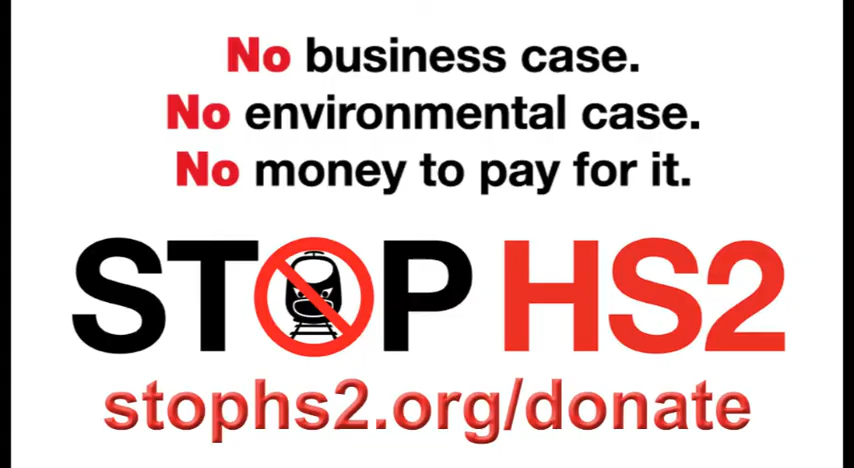 No business case.
No environmental case.
No money to pay for it.
STOP HS2
stophs2.org/donate